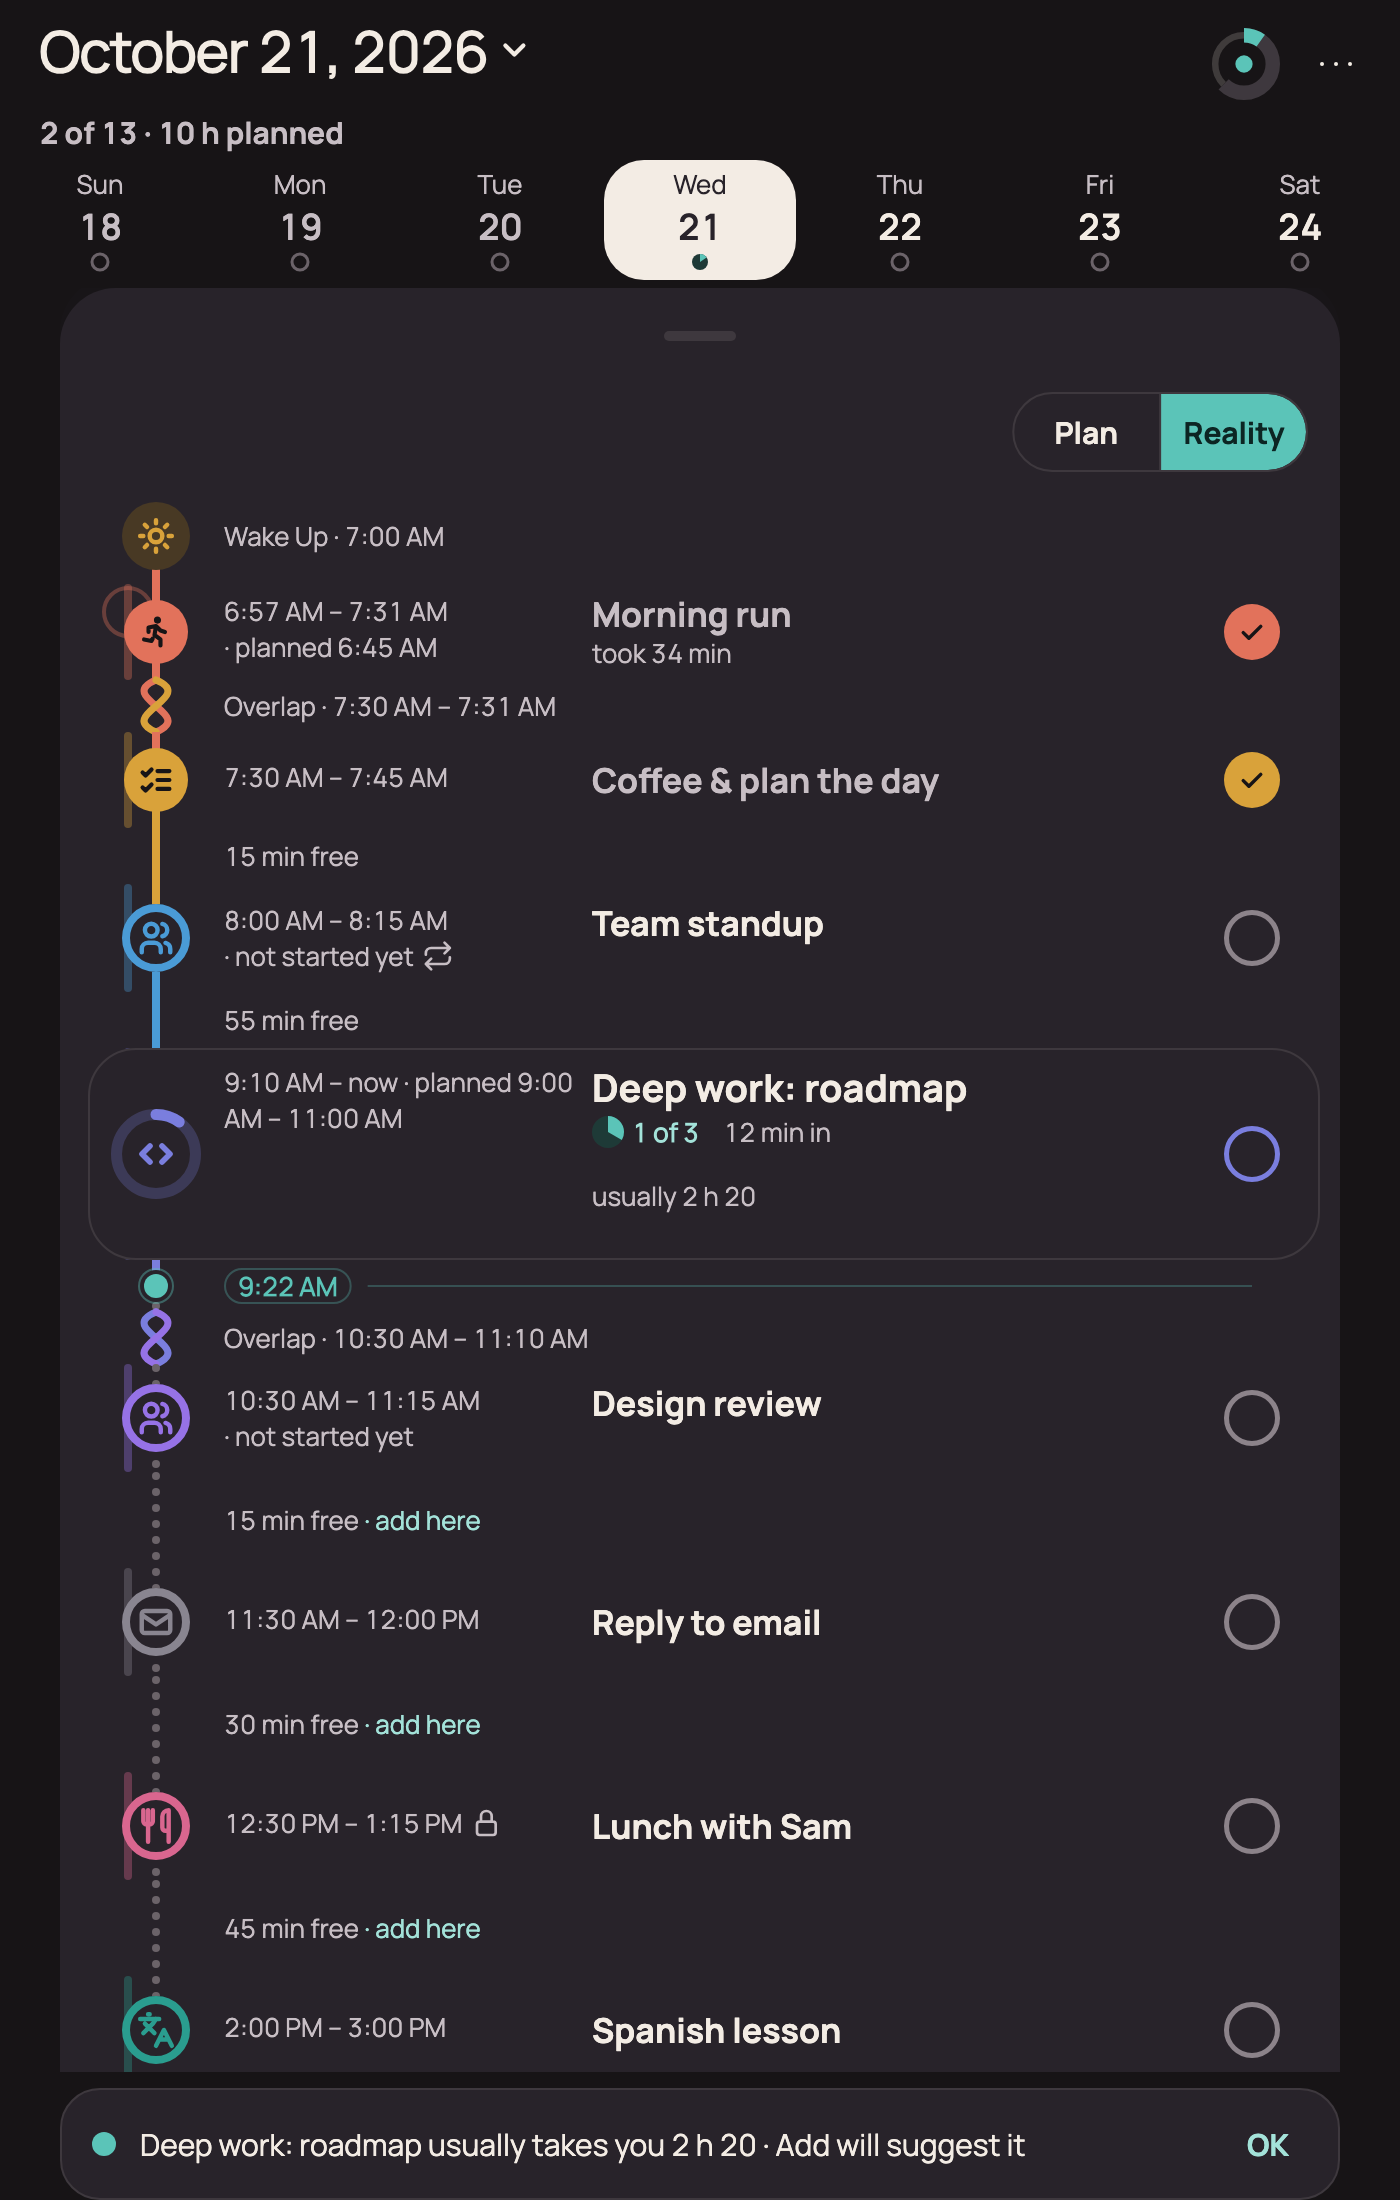 October 21, 2026
2 of 13 · 10 h planned
Sun Mon Tue Wed Thu Fri Sat
18 19 20 21 22 23 24
Plan Reality
Wake Up · 7:00 AM
6:57 AM – 7:31 AM
· planned 6:45 AM
Morning run
took 34 min
Overlap · 7:30 AM – 7:31 AM
7:30 AM – 7:45 AM
Coffee & plan the day
15 min free
8:00 AM – 8:15 AM
· not started yet
Team standup
55 min free
9:10 AM – now · planned 9:00
AM – 11:00 AM
Deep work: roadmap
1 of 3 12 min in
usually 2 h 20
9:22 AM
Overlap · 10:30 AM – 11:10 AM
10:30 AM – 11:15 AM
· not started yet
Design review
15 min free · add here
11:30 AM – 12:00 PM
Reply to email
30 min free · add here
12:30 PM – 1:15 PM
Lunch with Sam
45 min free · add here
2:00 PM – 3:00 PM
Spanish lesson
Deep work: roadmap usually takes you 2 h 20 · Add will suggest it
OK